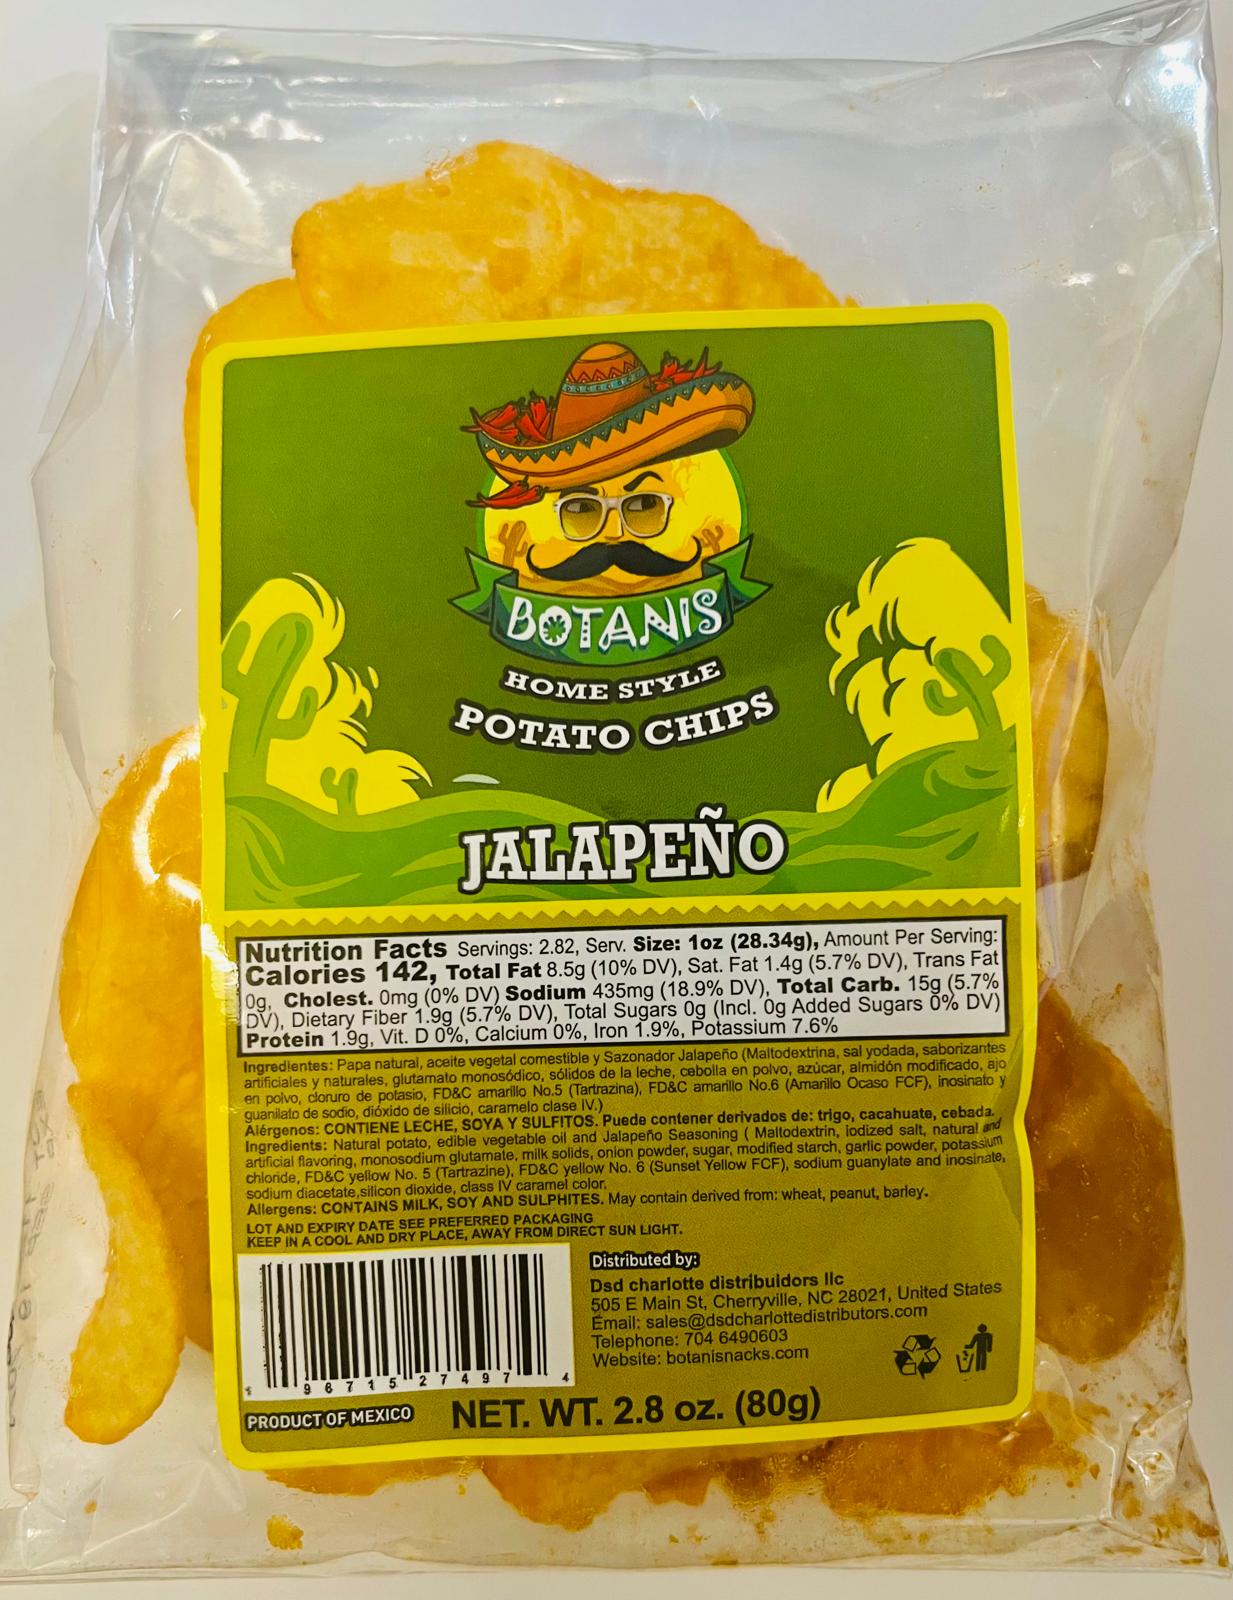 BOTANIS
HOME STYLE
POTATO CHIPS
JALAPEÑO
Nutrition Facts Servings: 2.82, Serv. Size: 1oz (28.34g), Amount Per Serving:
Calories 142, Total Fat 8.5g (10% DV), Sat. Fat 1.4g (5.7% DV), Trans Fat
0g, Cholest. 0mg (0% DV) Sodium 435mg (18.9% DV), Total Carb. 15g (5.7%
DV), Dietary Fiber 1.9g (5.7% DV), Total Sugars 0g (Incl. 0g Added Sugars 0% DV)
Protein 1.9g, Vit. D 0%, Calcium 0%, Iron 1.9%, Potassium 7.6%
Ingredientes: Papa natural, aceite vegetal comestible y Sazonador Jalapeño (Maltodextrina, sal yodada, saborizantes
artificiales y naturales, glutamato monosódico, sólidos de la leche, cebolla en polvo, azúcar, almidón modificado, ajo
en polvo, cloruro de potasio, FD&C amarillo No.5 (Tartrazina), FD&C amarillo No.6 (Amarillo Ocaso FCF), inosinato y
guanilato de sodio, dióxido de silicio, caramelo clase IV.)
Alérgenos: CONTIENE LECHE, SOYA Y SULFITOS. Puede contener derivados de: trigo, cacahuate, cebada.
Ingredients: Natural potato, edible vegetable oil and Jalapeño Seasoning ( Maltodextrin, iodized salt, natural and
artificial flavoring, monosodium glutamate, milk solids, onion powder, sugar, modified starch, garlic powder, potassium
chloride, FD&C yellow No. 5 (Tartrazine), FD&C yellow No. 6 (Sunset Yellow FCF), sodium guanylate and inosinate,
sodium diacetate,silicon dioxide, class IV caramel color.
Allergens: CONTAINS MILK, SOY AND SULPHITES. May contain derived from: wheat, peanut, barley.
LOT AND EXPIRY DATE SEE PREFERRED PACKAGING
KEEP IN A COOL AND DRY PLACE, AWAY FROM DIRECT SUN LIGHT.
Distributed by:
Dsd charlotte distribuidors llc
505 E Main St, Cherryville, NC 28021, United States
Email: sales@dsdcharlottedistributors.com
Telephone: 704 6490603
Website: botanisnacks.com
1 98715 27497 4
PRODUCT OF MEXICO
NET. WT. 2.8 oz. (80g)